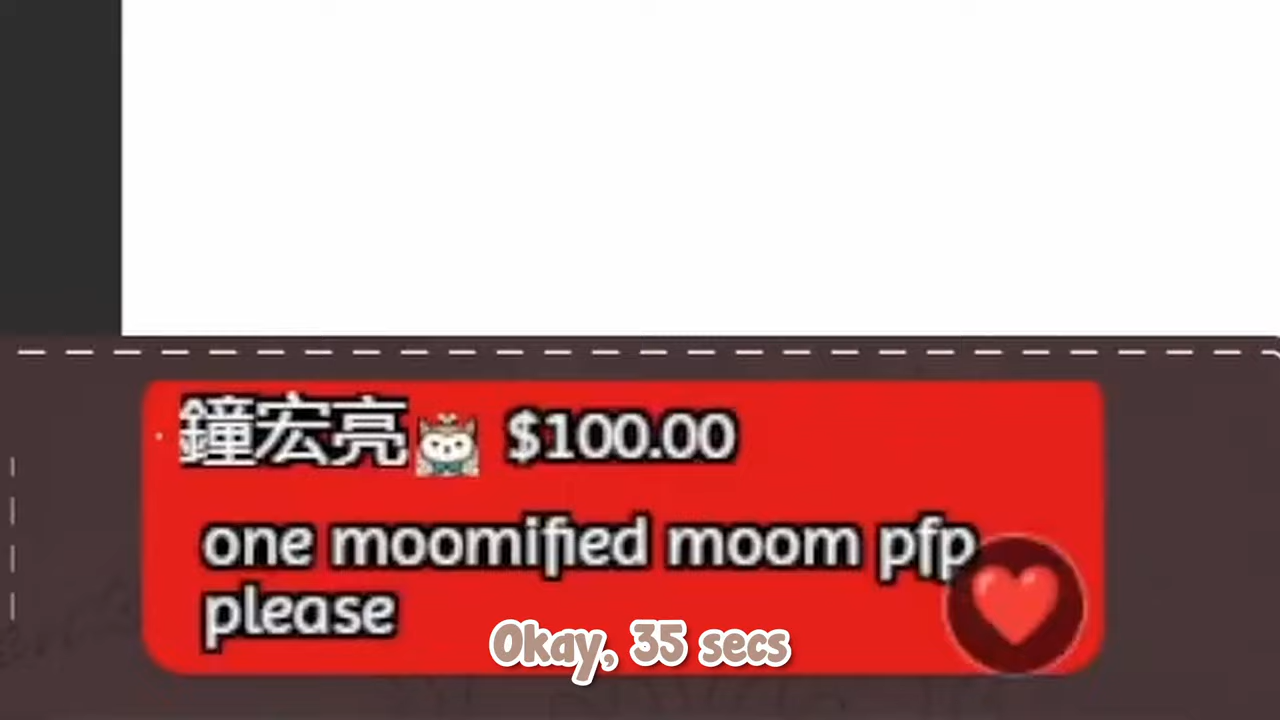 鐘宏亮 $100.00
one moomified moom pfp
please
Okay, 35 secs